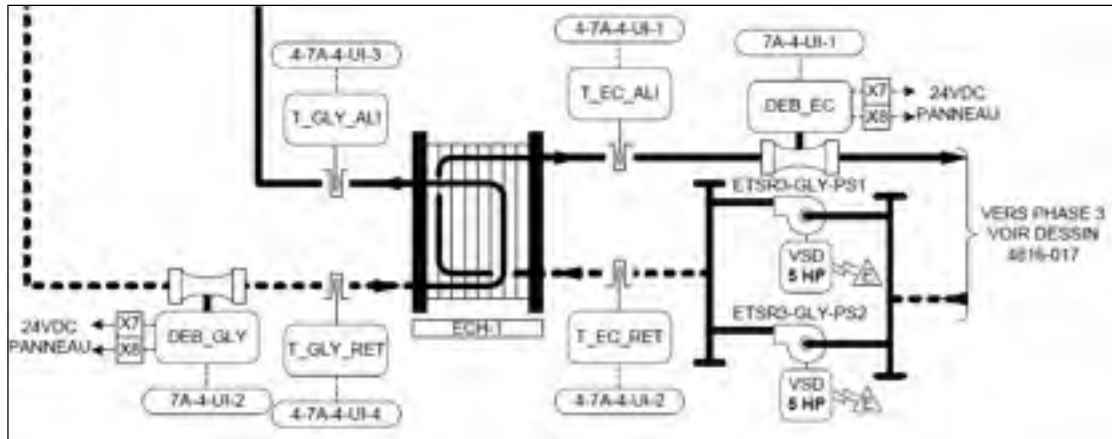 4-7A-4-UI-3
4-7A-4-UI-1
7A-4-UI-1
T_GLY_ALI
T_EC_ALI
DEB_EC
X7
X8
24VDC
PANNEAU
ETSR3-GLY-PS1
VSD
5 HP
VERS PHASE 3
VOIR DESSIN
4816-017
ETSR3-GLY-PS2
VSD
5 HP
24VDC
PANNEAU
X7
X8
DEB_GLY
T_GLY_RET
ECH-1
T_EC_RET
7A-4-UI-2
4-7A-4-UI-4
4-7A-4-UI-2